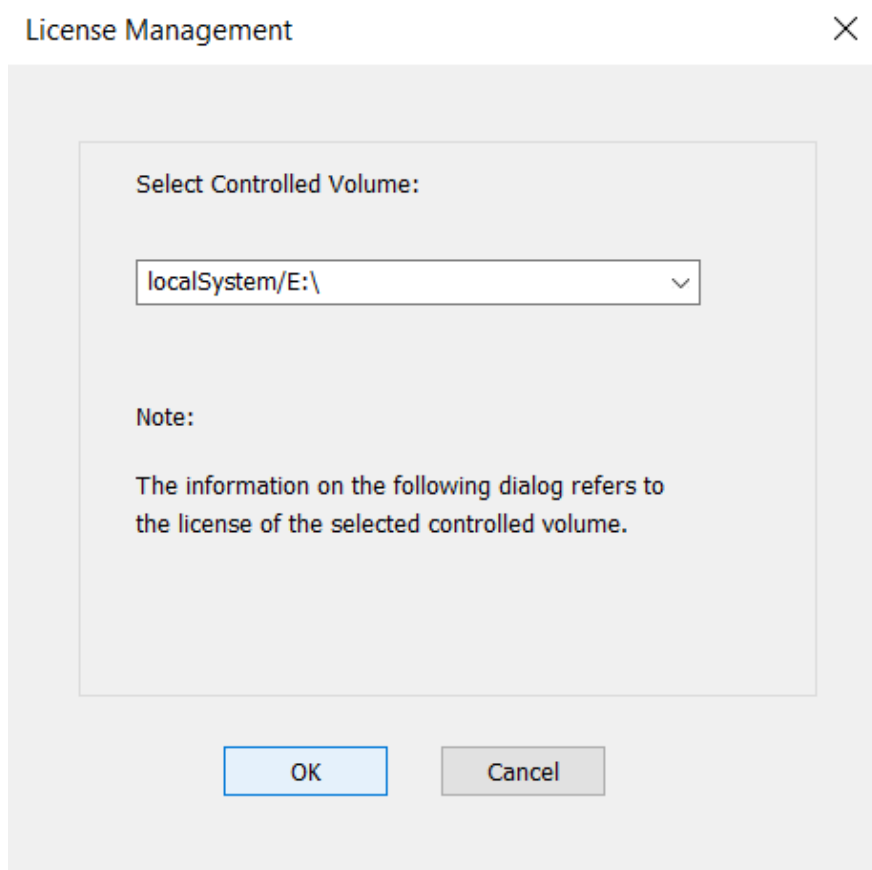 License Management
Select Controlled Volume:
localSystem/E:\
Note:
The information on the following dialog refers to
the license of the selected controlled volume.
OK
Cancel